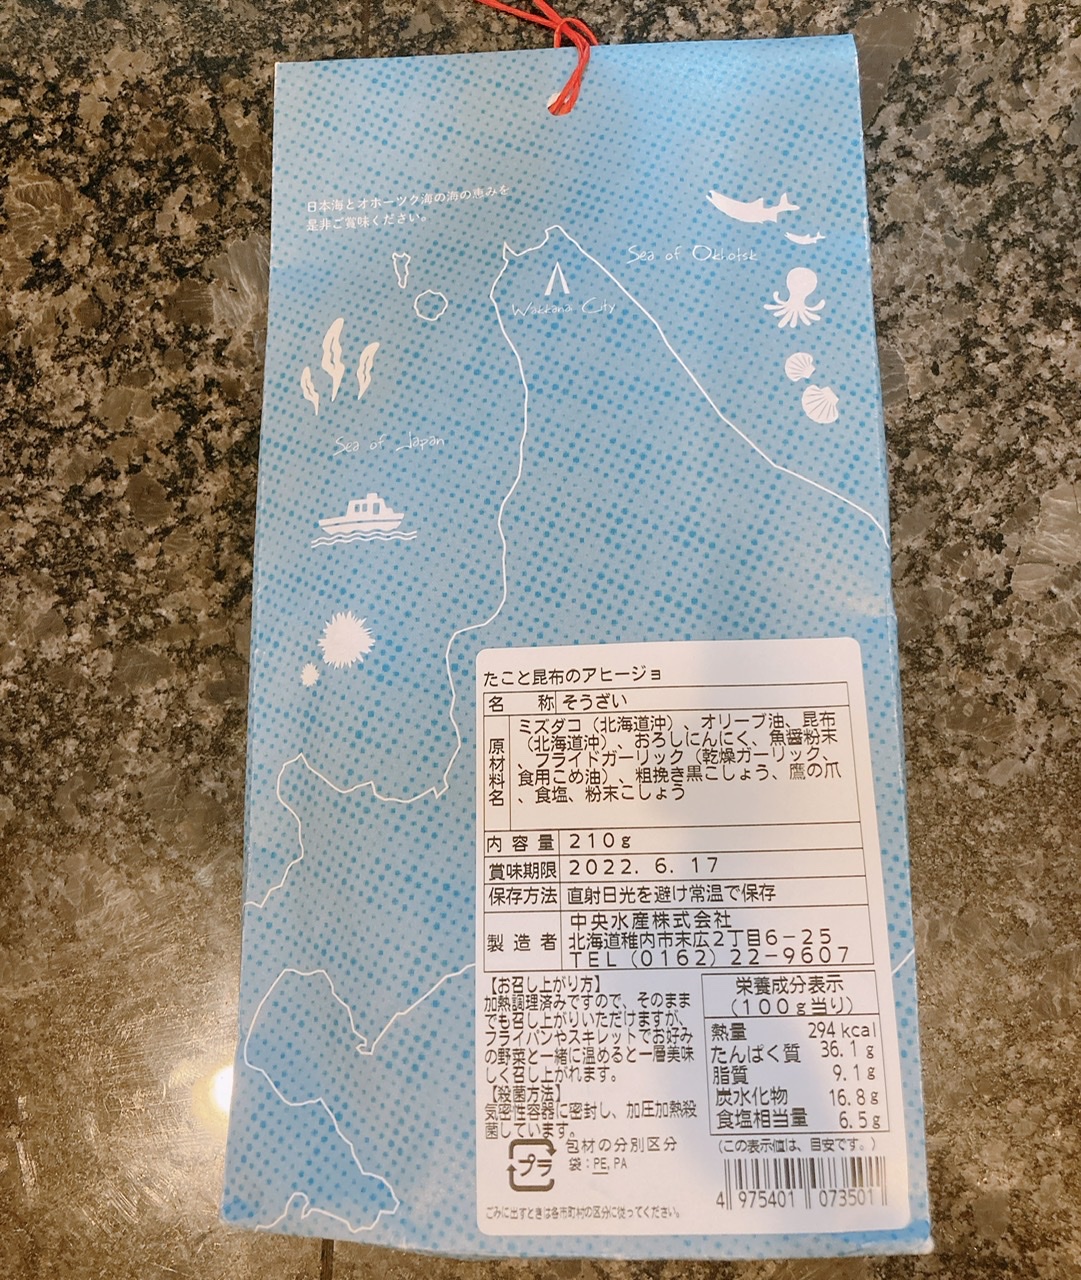 日本海とオホーツク海の海の恵みを
是非ご賞味ください。
Sea of Okhotsk
Wakkanai City
Sea of Japan
たこと昆布のアヒージョ
名 称 そうざい
原材料名 ミズダコ（北海道沖）、オリーブ油、昆布
（北海道沖）、おろしにんにく、魚醤粉末
、フライドガーリック（乾燥ガーリック、
食用こめ油）、粗挽き黒こしょう、鷹の爪
、食塩、粉末こしょう
内容量 210g
賞味期限 2022. 6. 17
保存方法 直射日光を避け常温で保存
製造者 中央水産株式会社
北海道稚内市末広2丁目6-25
TEL (0162) 22-9607
【お召し上がり方】
加熱調理済みですので、そのまま
でも召し上がりいただけますが、
フライパンやスキレットでお好み
の野菜と一緒に温めると一層美味
しく召し上がれます。
【殺菌方法】
気密性容器に密封し、加圧加熱殺
菌しています。
プラ
包材の分別区分
袋：PE, PA
ごみに出すときは各市町村の区分に従ってください。
栄養成分表示
（100g当り）
熱量 294 kcal
たんぱく質 36.1 g
脂質 9.1 g
炭水化物 16.8 g
食塩相当量 6.5 g
（この表示値は、目安です。）
4 975401 073501